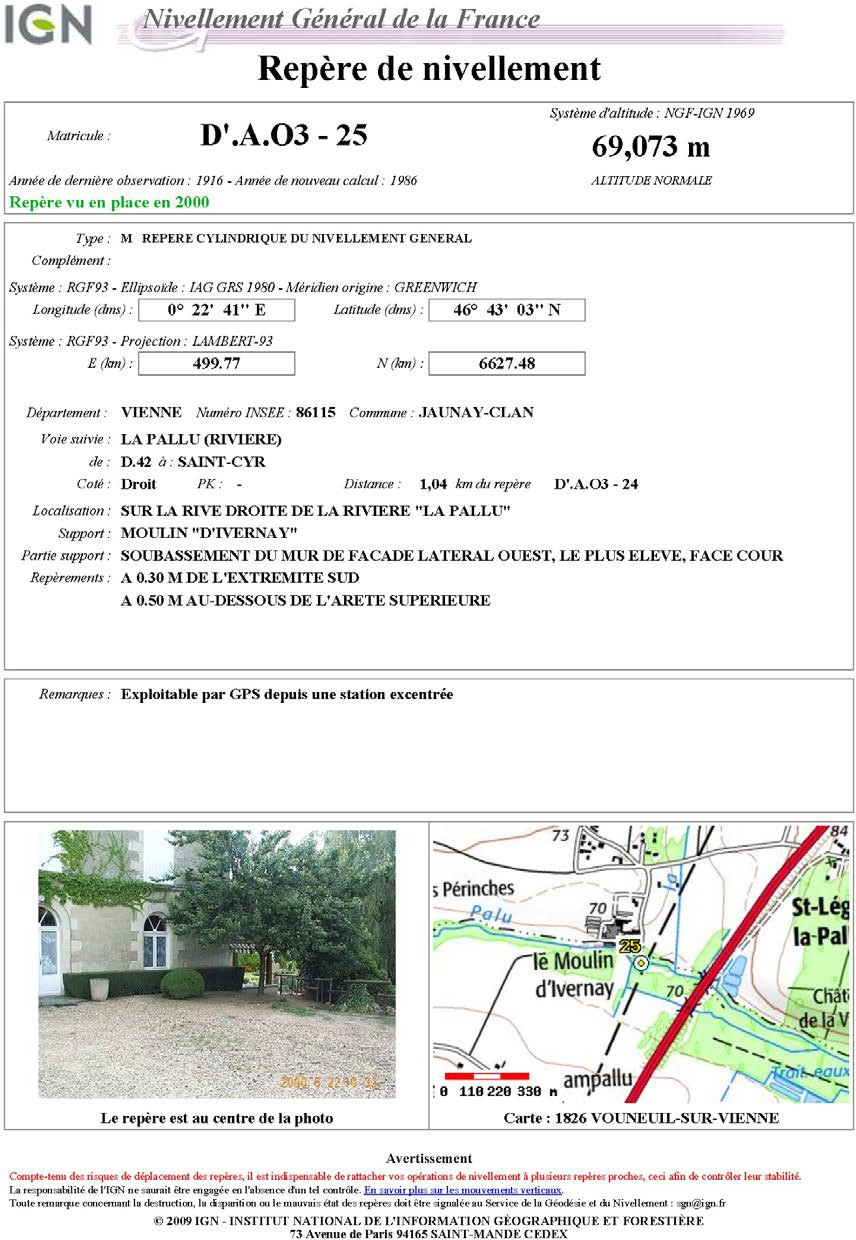 IGN
Nivellement Général de la France
Repère de nivellement
Matricule : D'.A.O3 - 25
Système d'altitude : NGF-IGN 1969
69,073 m
ALTITUDE NORMALE
Année de dernière observation : 1916 - Année de nouveau calcul : 1986
Repère vu en place en 2000
Type : M REPERE CYLINDRIQUE DU NIVELLEMENT GENERAL
Complément :
Système : RGF93 - Ellipsoïde : IAG GRS 1980 - Méridien origine : GREENWICH
Longitude (dms) : 0° 22' 41'' E Latitude (dms) : 46° 43' 03'' N
Système : RGF93 - Projection : LAMBERT-93
E (km) : 499.77 N (km) : 6627.48
Département : VIENNE Numéro INSEE : 86115 Commune : JAUNAY-CLAN
Voie suivie : LA PALLU (RIVIERE)
de : D.42 à : SAINT-CYR
Coté : Droit PK : - Distance : 1,04 km du repère D'.A.O3 - 24
Localisation : SUR LA RIVE DROITE DE LA RIVIERE "LA PALLU"
Support : MOULIN "D'IVERNAY"
Partie support : SOUBASSEMENT DU MUR DE FACADE LATERAL OUEST, LE PLUS ELEVE, FACE COUR
Repèrements : A 0.30 M DE L'EXTREMITE SUD
A 0.50 M AU-DESSOUS DE L'ARETE SUPERIEURE
Remarques : Exploitable par GPS depuis une station excentrée
73
84
s Périnches
la
Palu
70
St-Lég
la-Pal
25
le Moulin
d'Ivernay
70
Chât
de la V
Trait. eaux
ampallu
0 110 220 330 m
Le repère est au centre de la photo
Carte : 1826 VOUNEUIL-SUR-VIENNE
Avertissement
Compte-tenu des risques de déplacement des repères, il est indispensable de rattacher vos opérations de nivellement à plusieurs repères proches, ceci afin de contrôler leur stabilité.
La responsabilité de l'IGN ne saurait être engagée en l'absence d'un tel contrôle. En savoir plus sur les mouvements verticaux.
Toute remarque concernant la destruction, la disparition ou le mauvais état des repères doit être signalée au Service de la Géodésie et du Nivellement : sgn@ign.fr
© 2009 IGN - INSTITUT NATIONAL DE L'INFORMATION GÉOGRAPHIQUE ET FORESTIÈRE
73 Avenue de Paris 94165 SAINT-MANDE CEDEX